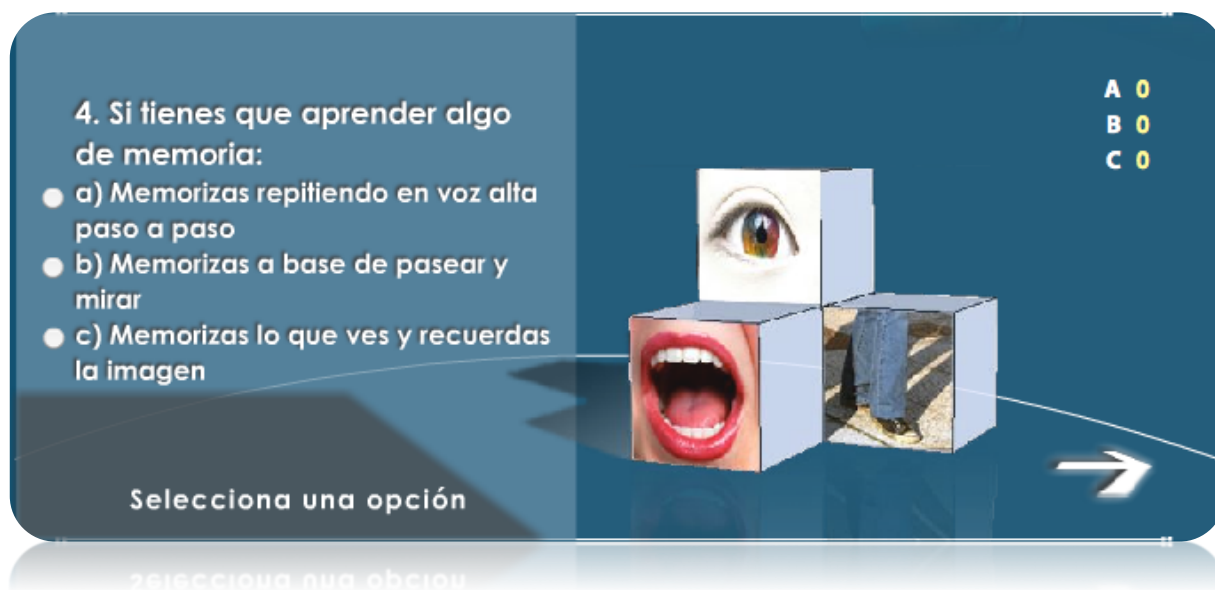 4. Si tienes que aprender algo
de memoria:
a) Memorizas repitiendo en voz alta
paso a paso
b) Memorizas a base de pasear y
mirar
c) Memorizas lo que ves y recuerdas
la imagen
Selecciona una opción
A 0
B 0
C 0